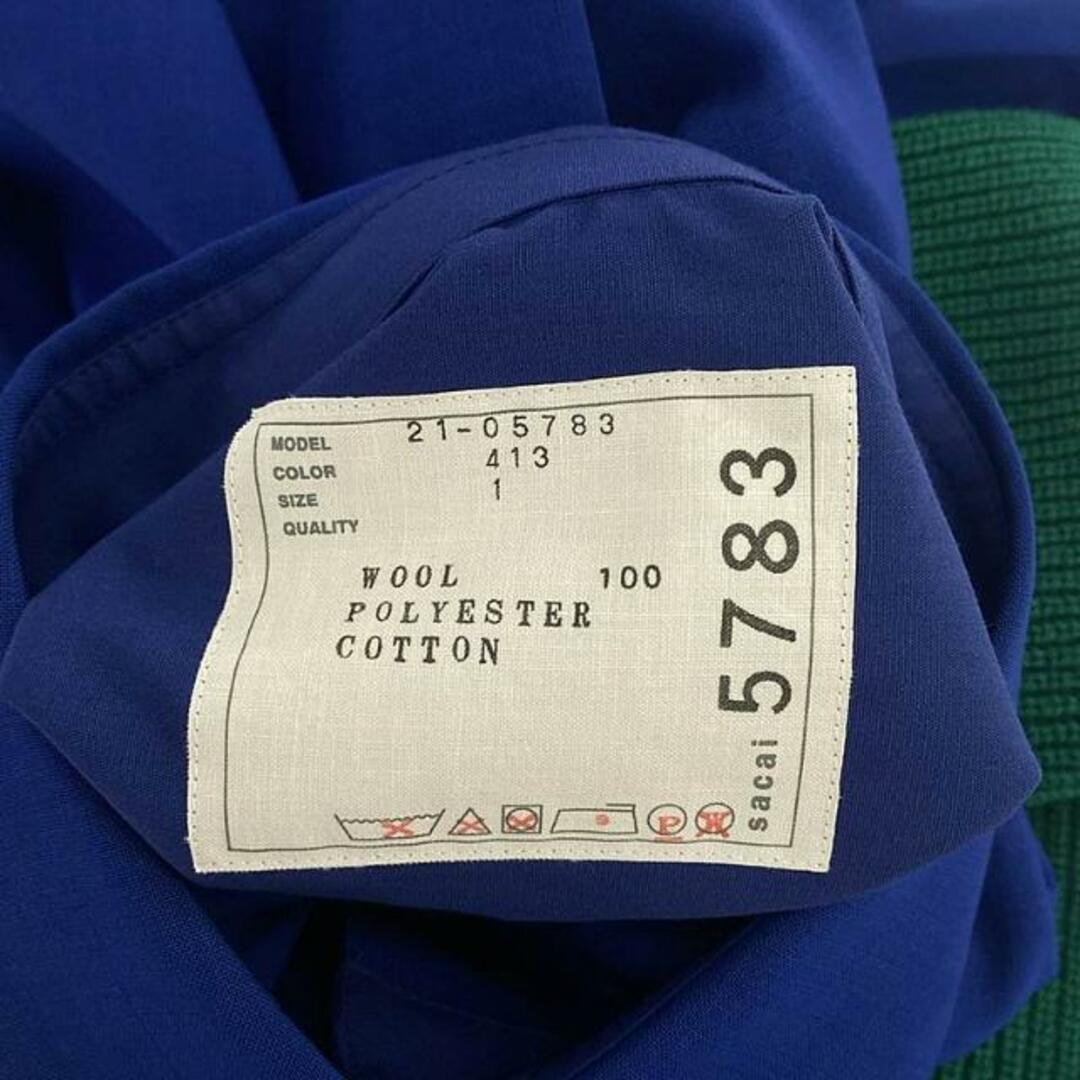 MODEL 21-05783
COLOR 413
SIZE 1
QUALITY
WOOL 100
POLYESTER
COTTON
P W
sacai 5783